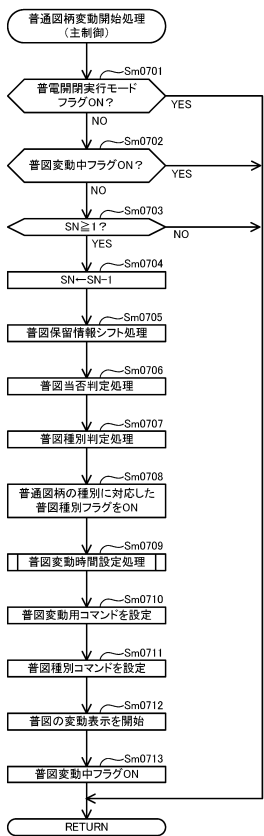 普通図柄変動開始処理
(主制御)
Sm0701
普電開閉実行モード
フラグON?
YES
NO
Sm0702
普図変動中フラグON?
YES
NO
Sm0703
SN≧1?
NO
YES
Sm0704
SN←SN-1
Sm0705
普図保留情報シフト処理
Sm0706
普図当否判定処理
Sm0707
普図種別判定処理
Sm0708
普通図柄の種別に対応した
普図種別フラグをON
Sm0709
普図変動時間設定処理
Sm0710
普図変動用コマンドを設定
Sm0711
普図種別コマンドを設定
Sm0712
普図の変動表示を開始
Sm0713
普図変動中フラグON
RETURN